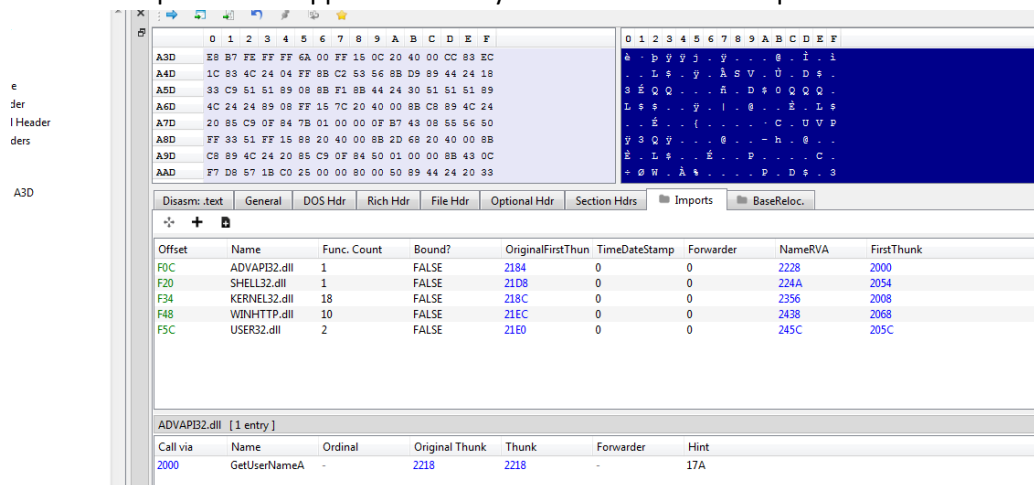 0 1 2 3 4 5 6 7 8 9 A B C D E F 0 1 2 3 4 5 6 7 8 9 A B C D E F
A3D E8 B7 FE FF FF 6A 00 FF 15 0C 20 40 00 CC 83 EC è · þ ÿ ÿ j . ÿ . . . @ . Ì . ì
A4D 1C 83 4C 24 04 FF 8B C2 53 56 8B D9 89 44 24 18 . . L $ . ÿ . Â S V . Ù . D $ .
A5D 33 C9 51 51 89 08 8B F1 8B 44 24 30 51 51 51 89 3 É Q Q . . . ñ . D $ 0 Q Q Q .
A6D 4C 24 24 89 08 FF 15 7C 20 40 00 8B C8 89 4C 24 L $ $ . . ÿ . | . @ . . È . L $
A7D 20 85 C9 0F 84 7B 01 00 00 0F B7 43 08 55 56 50 . . É . . { . . . . · C . U V P
A8D FF 33 51 FF 15 88 20 40 00 8B 2D 68 20 40 00 8B ÿ 3 Q ÿ . . . @ . . - h . @ . .
A9D C8 89 4C 24 20 85 C9 0F 84 50 01 00 00 8B 43 0C È . L $ . . É . . P . . . . C .
AAD F7 D8 57 1B C0 25 00 00 80 00 50 89 44 24 20 33 ÷ Ø W . À % . . . . P . D $ . 3
e
der
l Header
ders
A3D
Disasm: .text General DOS Hdr Rich Hdr File Hdr Optional Hdr Section Hdrs Imports BaseReloc.
Offset Name Func. Count Bound? OriginalFirstThun TimeDateStamp Forwarder NameRVA FirstThunk
F0C ADVAPI32.dll 1 FALSE 2184 0 0 2228 2000
F20 SHELL32.dll 1 FALSE 21D8 0 0 224A 2054
F34 KERNEL32.dll 18 FALSE 218C 0 0 2356 2008
F48 WINHTTP.dll 10 FALSE 21EC 0 0 2438 2068
F5C USER32.dll 2 FALSE 21E0 0 0 245C 205C
ADVAPI32.dll [ 1 entry ]
Call via Name Ordinal Original Thunk Thunk Forwarder Hint
2000 GetUserNameA - 2218 2218 - 17A